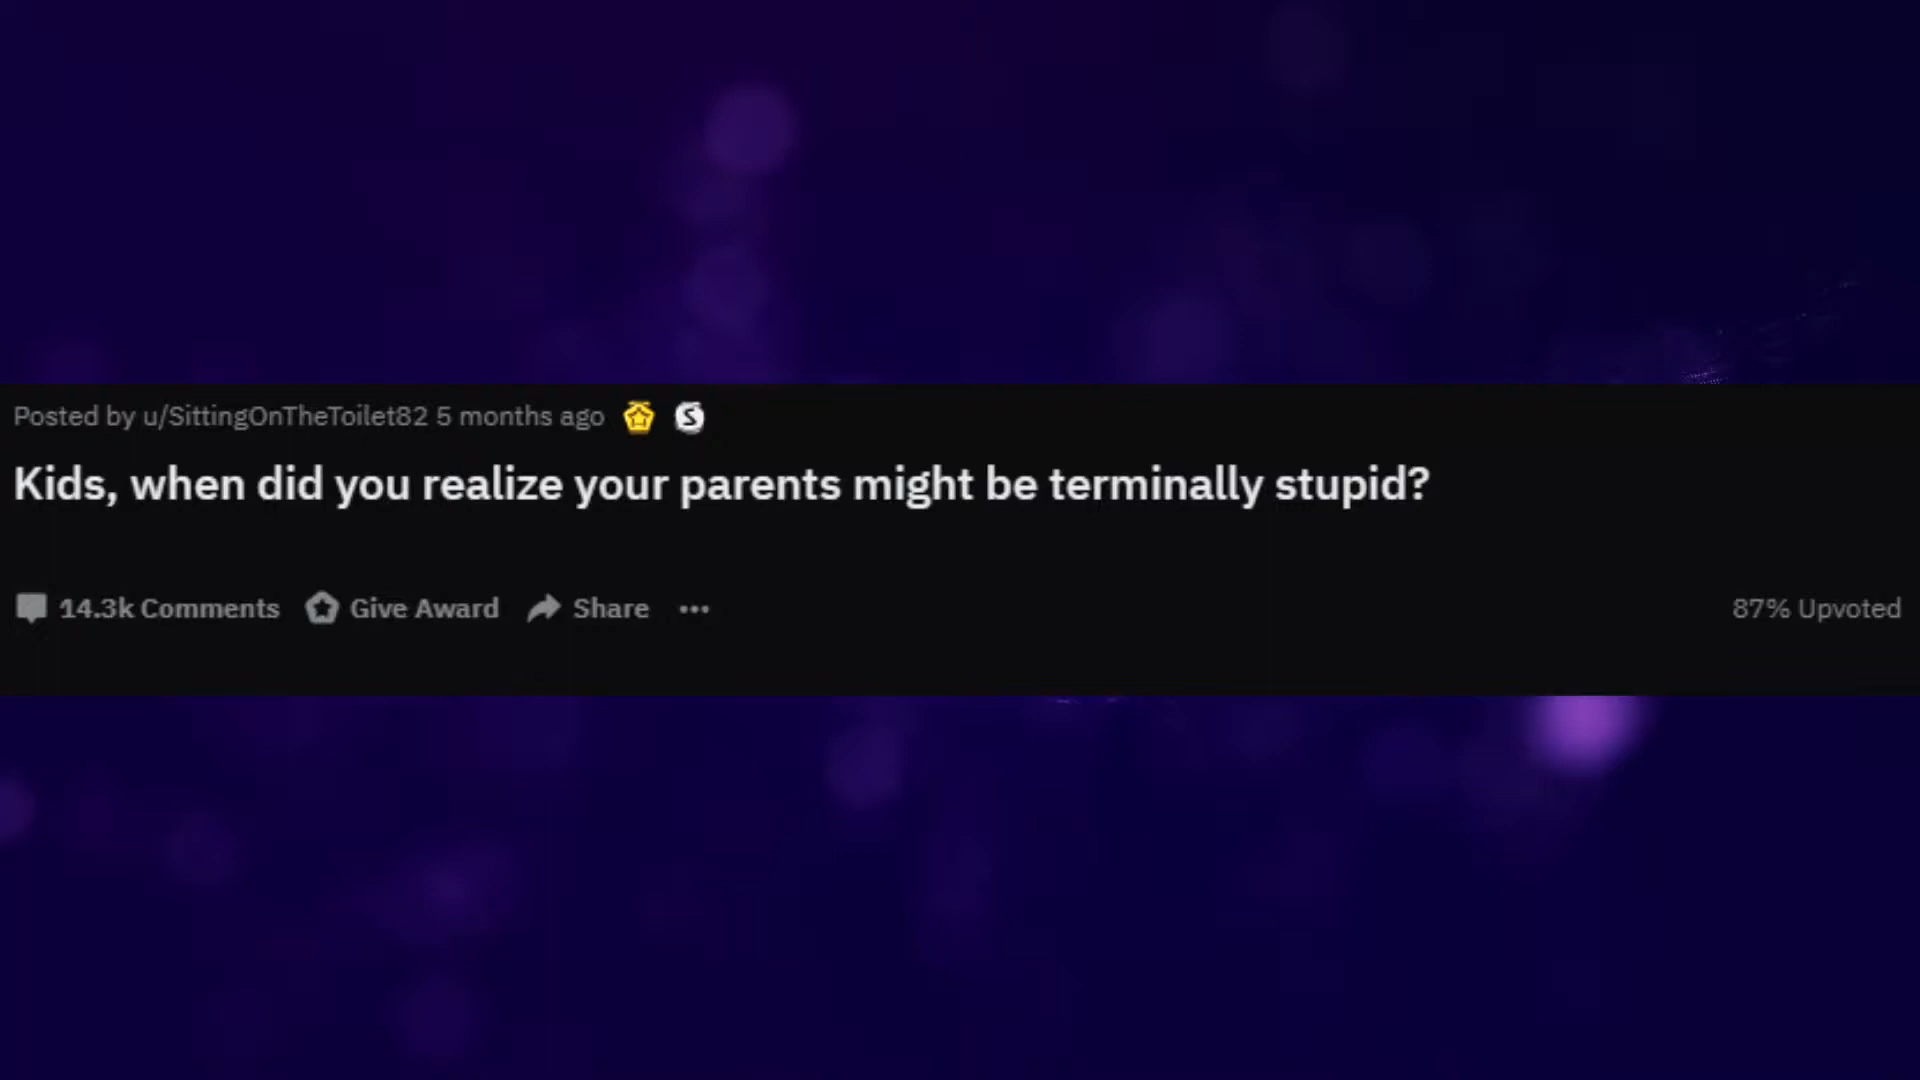 Posted by u/SittingOnTheToilet82 5 months ago
Kids, when did you realize your parents might be terminally stupid?
14.3k Comments Give Award Share ••• 87% Upvoted